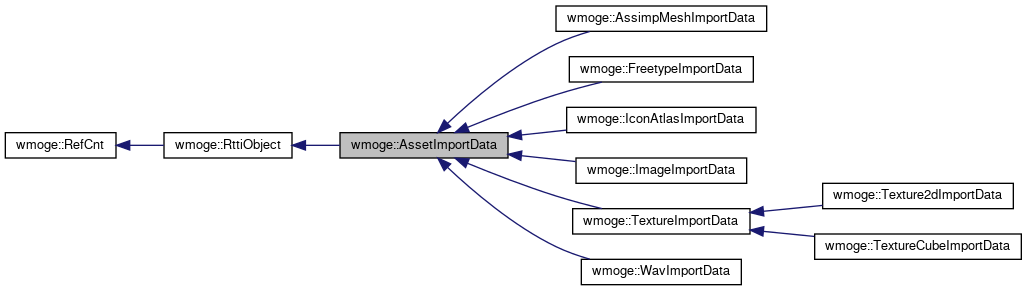 wmoge::AssimpMeshImportData
wmoge::FreetypeImportData
wmoge::IconAtlasImportData
wmoge::RefCnt
wmoge::RttiObject
wmoge::AssetImportData
wmoge::ImageImportData
wmoge::Texture2dImportData
wmoge::TextureImportData
wmoge::TextureCubeImportData
wmoge::WavImportData